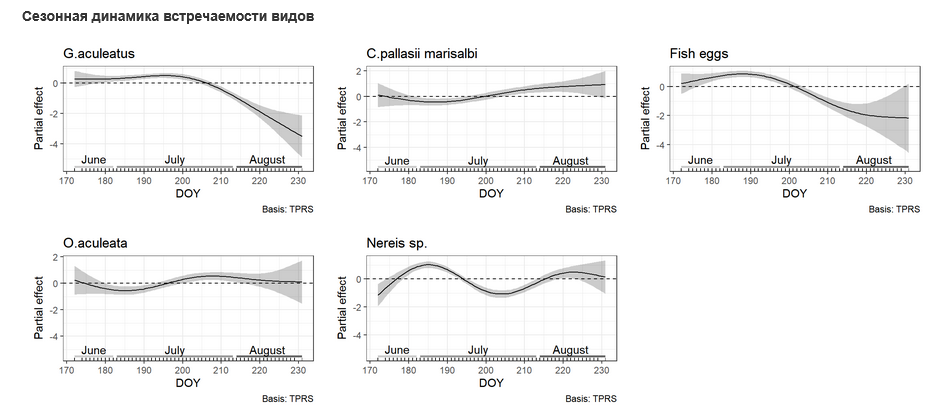 Сезонная динамика встречаемости видов
G.aculeatus
C.pallasii marisalbi
Fish eggs
Partial effect
0
-2
-4
June July August
170 180 190 200 210 220 230
DOY
Basis: TPRS
Partial effect
2
0
-2
-4
June July August
170 180 190 200 210 220 230
DOY
Basis: TPRS
Partial effect
0
-2
-4
June July August
170 180 190 200 210 220 230
DOY
Basis: TPRS
O.aculeata
Nereis sp.
Partial effect
2
0
-2
-4
June July August
170 180 190 200 210 220 230
DOY
Basis: TPRS
Partial effect
0
-2
-4
June July August
170 180 190 200 210 220 230
DOY
Basis: TPRS